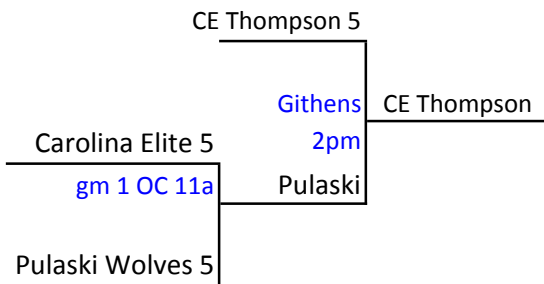 CE Thompson 5
Githens
CE Thompson
2pm
Carolina Elite 5
gm 1 OC 11a
Pulaski
Pulaski Wolves 5